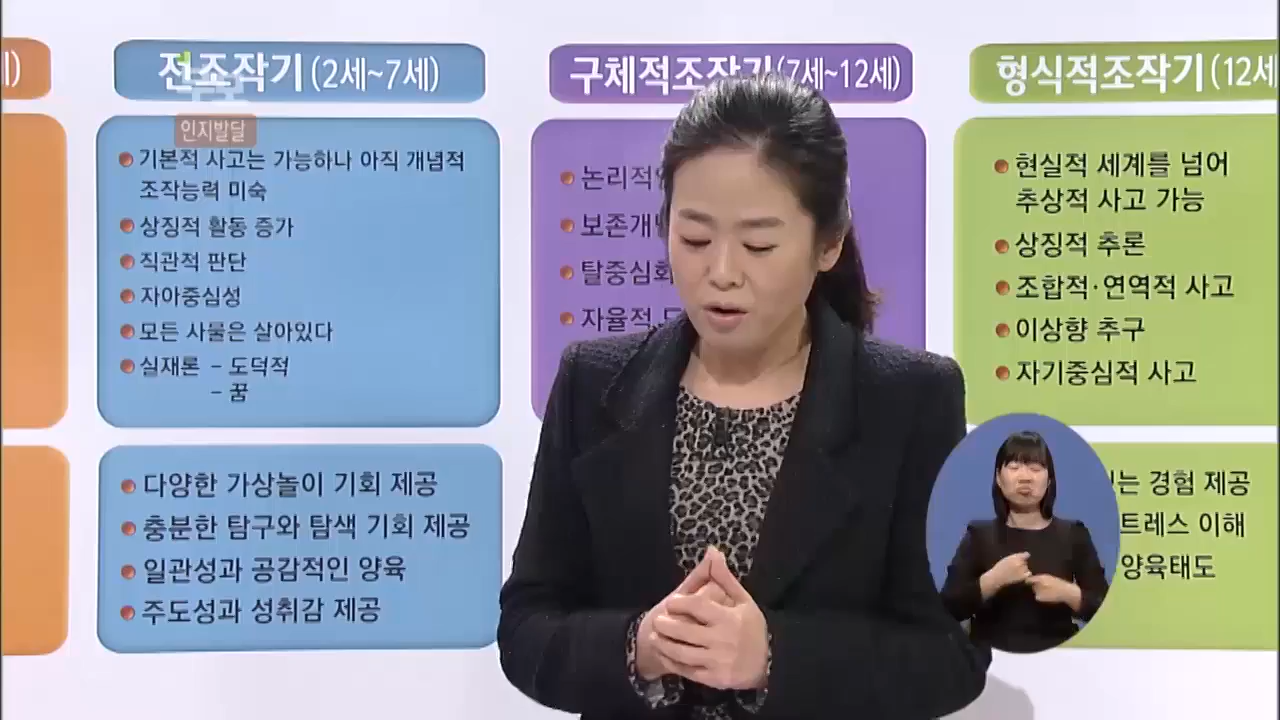 전조작기 (2세~7세)
인지발달
기본적 사고는 가능하나 아직 개념적
조작능력 미숙
상징적 활동 증가
직관적 판단
자아중심성
모든 사물은 살아있다
실재론 - 도덕적
- 꿈
다양한 가상놀이 기회 제공
충분한 탐구와 탐색 기회 제공
일관성과 공감적인 양육
주도성과 성취감 제공
구체적조작기 (7세~12세)
논리적
보존개념
탈중심화
자율적
형식적조작기 (12세
현실적 세계를 넘어
추상적 사고 가능
상징적 추론
조합적·연역적 사고
이상향 추구
자기중심적 사고
있는 경험 제공
트레스 이해
양육태도